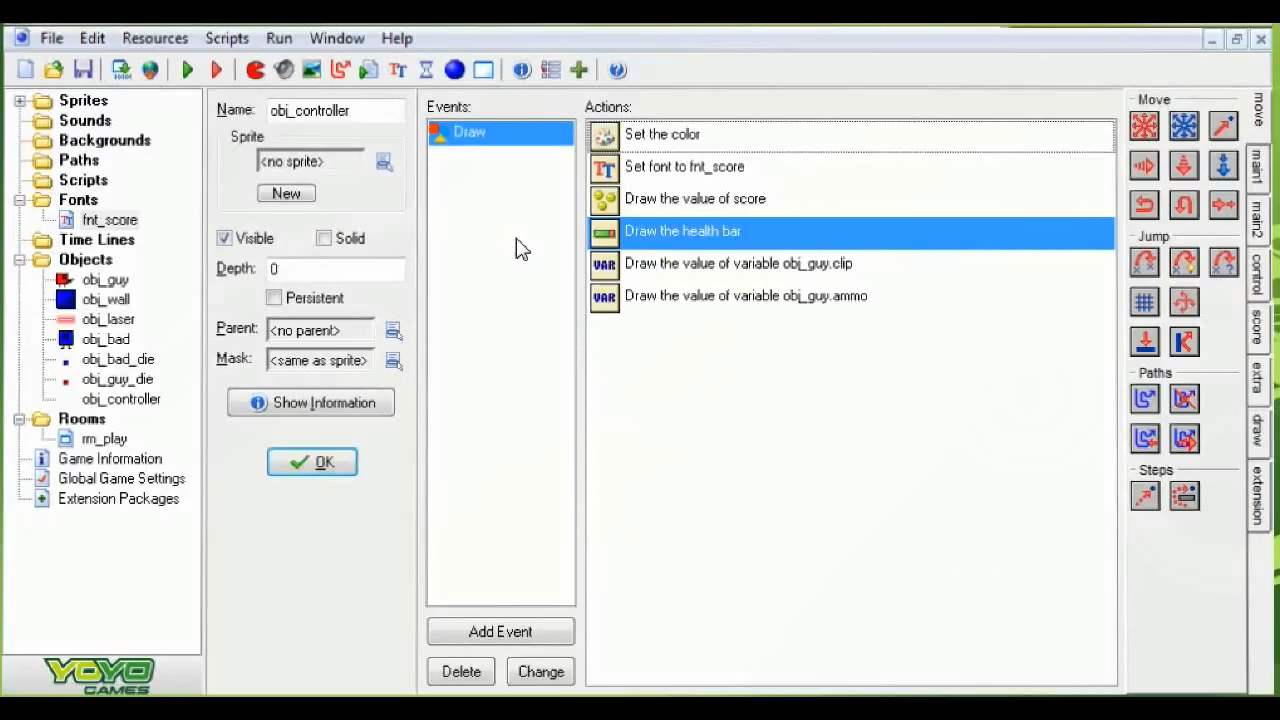 File Edit Resources Scripts Run Window Help
Sprites
Sounds
Backgrounds
Paths
Scripts
Fonts
fnt_score
Time Lines
Objects
obj_guy
obj_wall
obj_laser
obj_bad
obj_bad_die
obj_guy_die
obj_controller
Rooms
rm_play
Game Information
Global Game Settings
Extension Packages
YOYO
GAMES
Name: obj_controller
Sprite
<no sprite>
New
Visible Solid
Depth: 0
Persistent
Parent: <no parent>
Mask: <same as sprite>
Show Information
OK
Events:
Draw
Add Event
Delete Change
Actions:
Set the color
Set font to fnt_score
Draw the value of score
Draw the health bar
VAR Draw the value of variable obj_guy.clip
VAR Draw the value of variable obj_guy.ammo
Move
Jump
Paths
Steps
move
main1
main2
control
score
extra
draw
extension